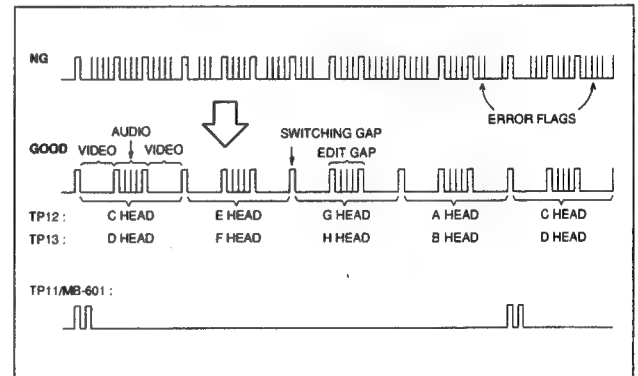 NG
ERROR FLAGS
AUDIO
SWITCHING GAP
GOOD VIDEO VIDEO EDIT GAP
TP12 : C HEAD E HEAD G HEAD A HEAD C HEAD
TP13 : D HEAD F HEAD H HEAD B HEAD D HEAD
TP11/MB-601 :